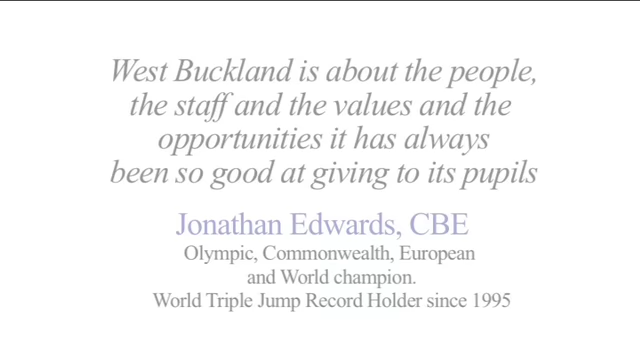 West Buckland is about the people,
the staff and the values and the
opportunities it has always
been so good at giving to its pupils
Jonathan Edwards, CBE
Olympic, Commonwealth, European
and World champion.
World Triple Jump Record Holder since 1995